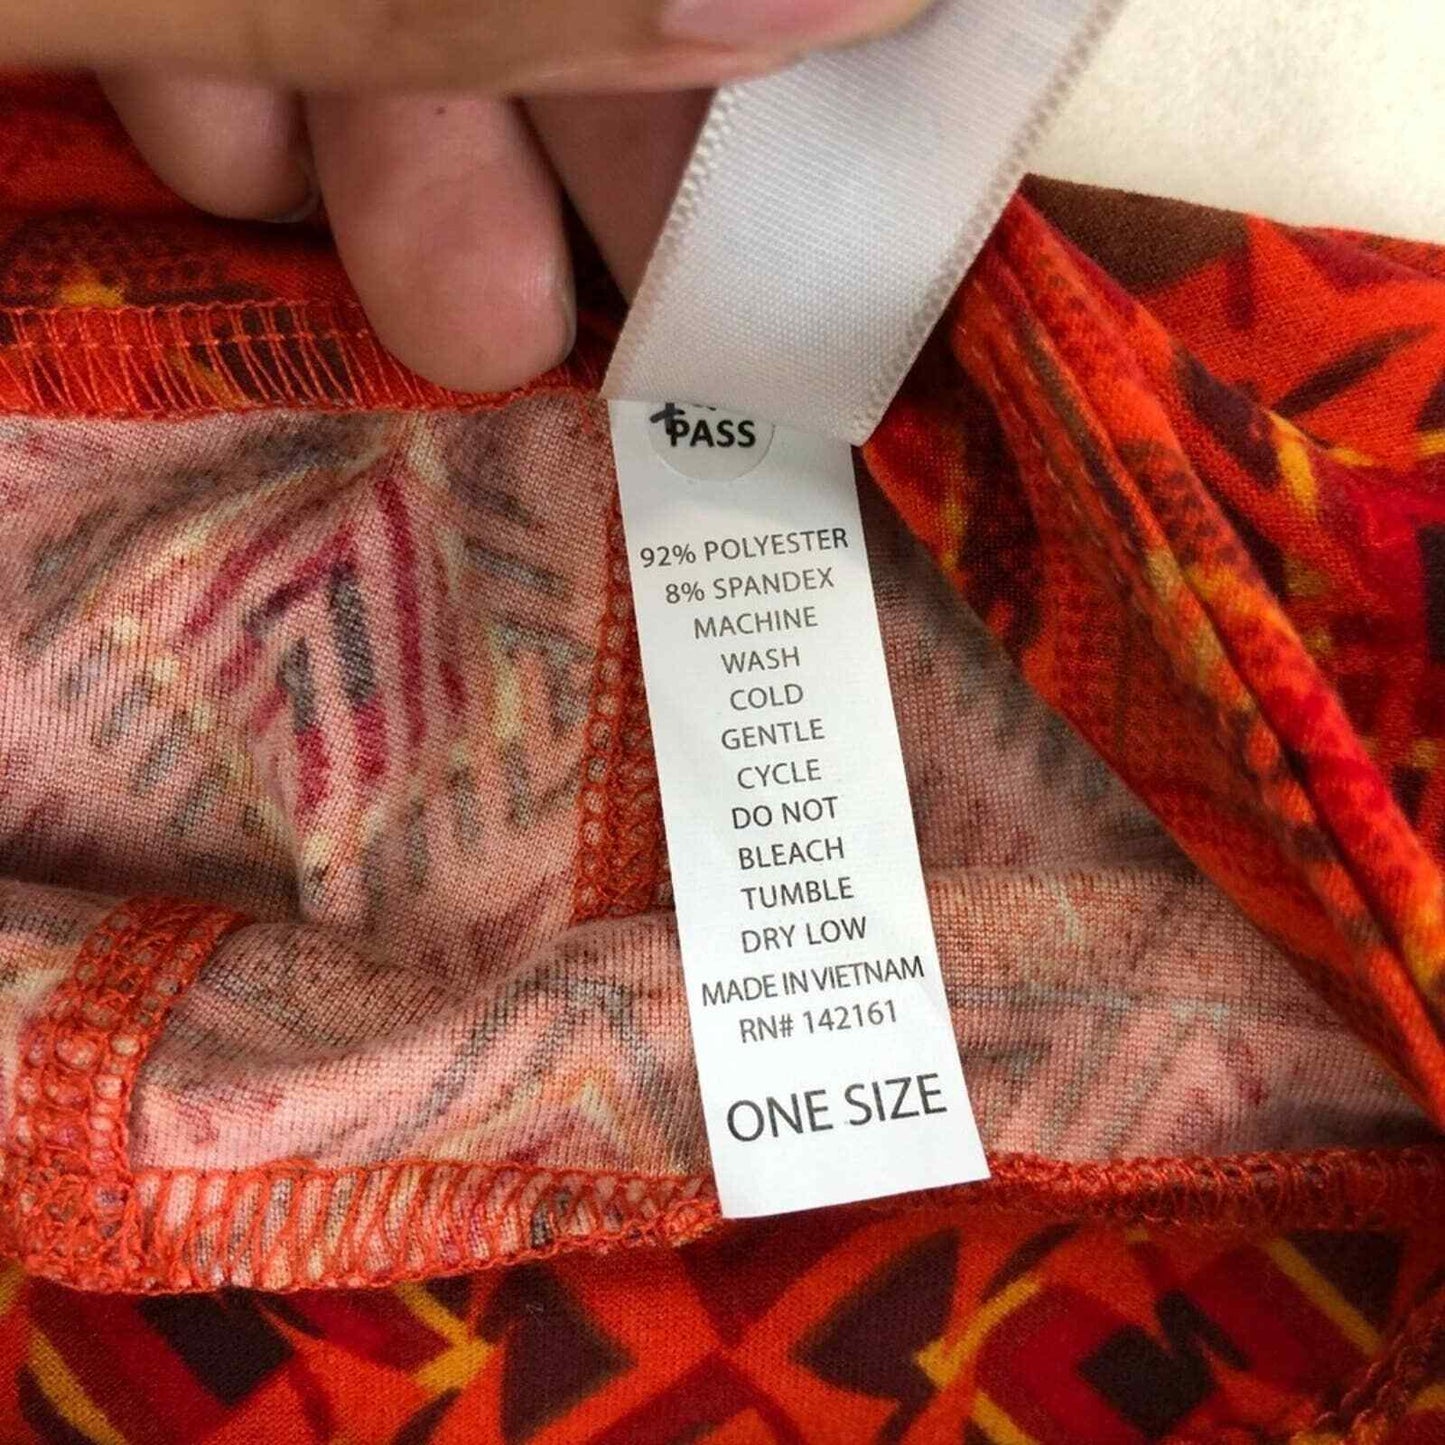 PASS
92% POLYESTER
8% SPANDEX
MACHINE
WASH
COLD
GENTLE
CYCLE
DO NOT
BLEACH
TUMBLE
DRY LOW
MADE IN VIETNAM
RN# 142161
ONE SIZE